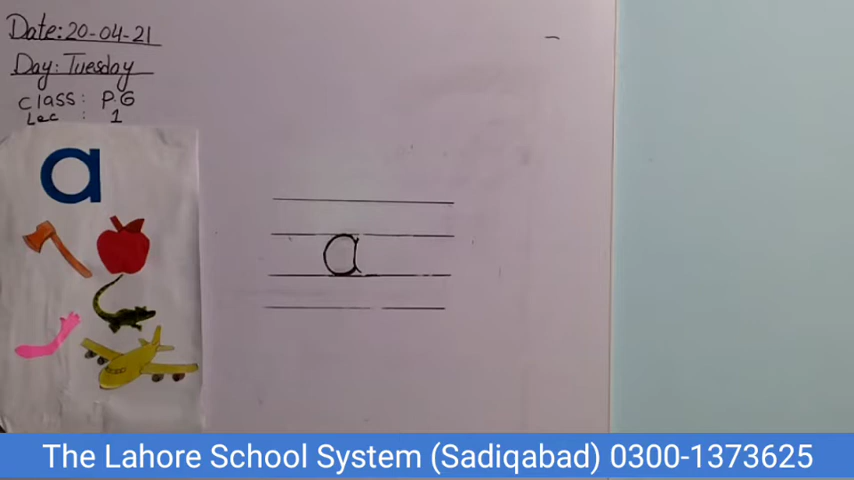 Date: 20-04-21
Day: Tuesday
Class: P.G
Lec : 1
a
a
The Lahore School System (Sadiqabad) 0300-1373625